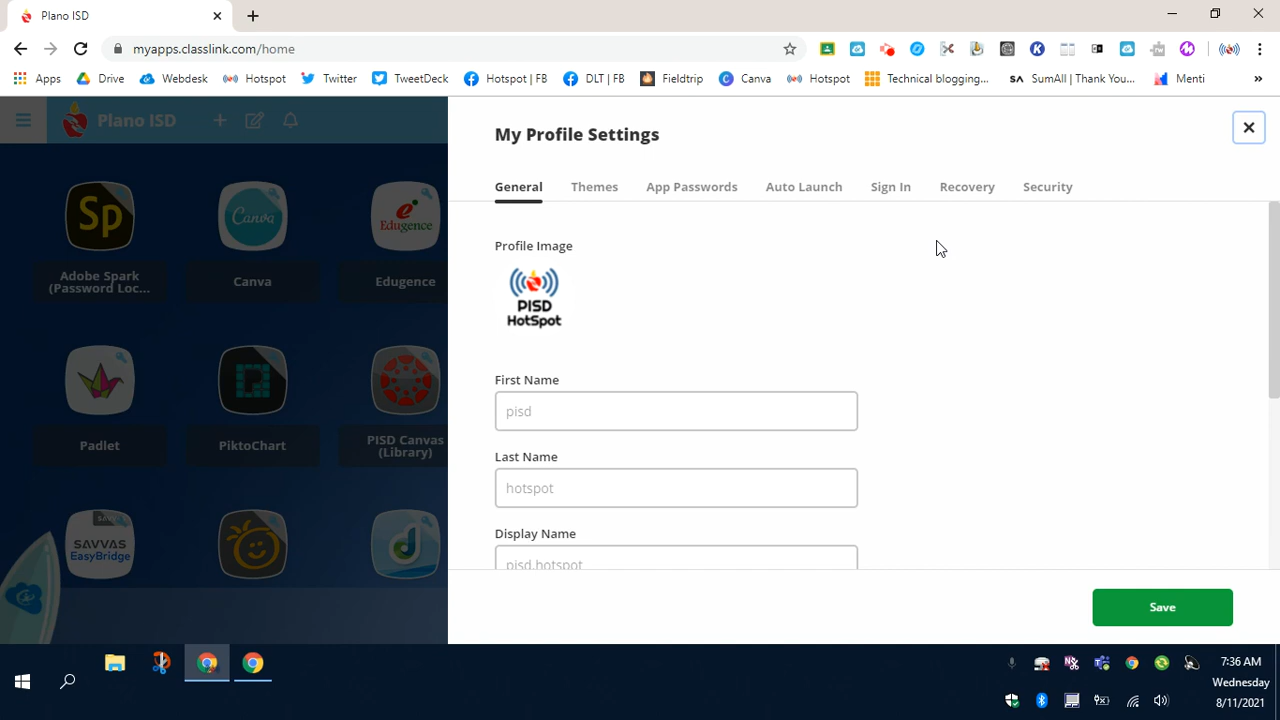 Plano ISD
myapps.classlink.com/home
Apps Drive Webdesk Hotspot Twitter TweetDeck Hotspot | FB DLT | FB Fieldtrip Canva Hotspot Technical blogging... SumAll | Thank You... Menti »
Plano ISD
My Profile Settings
General Themes App Passwords Auto Launch Sign In Recovery Security
Sp
Canva
Edugence
Adobe Spark
(Password Loc...
Canva
Edugence
Profile Image
PISD
HotSpot
First Name
pisd
Padlet
PiktoChart
PISD Canvas
(Library)
Last Name
hotspot
SAVVAS
EasyBridge
Display Name
pisd.hotspot
Save
7:36 AM
Wednesday
8/11/2021